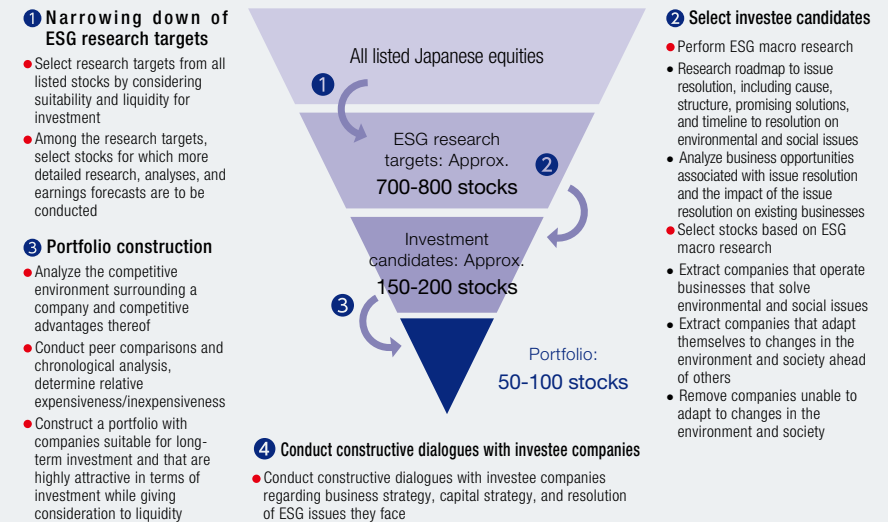 1 Narrowing down of
ESG research targets
● Select research targets from all
listed stocks by considering
suitability and liquidity for
investment
● Among the research targets,
select stocks for which more
detailed research, analyses, and
earnings forecasts are to be
conducted
3 Portfolio construction
● Analyze the competitive
environment surrounding a
company and competitive
advantages thereof
● Conduct peer comparisons and
chronological analysis,
determine relative
expensiveness/inexpensiveness
● Construct a portfolio with
companies suitable for long-
term investment and that are
highly attractive in terms of
investment while giving
consideration to liquidity
All listed Japanese equities
1
ESG research
targets: Approx.
700-800 stocks
2
Investment
candidates: Approx.
150-200 stocks
3
Portfolio:
50-100 stocks
4 Conduct constructive dialogues with investee companies
● Conduct constructive dialogues with investee companies
regarding business strategy, capital strategy, and resolution
of ESG issues they face
2 Select investee candidates
● Perform ESG macro research
• Research roadmap to issue
resolution, including cause,
structure, promising solutions,
and timeline to resolution on
environmental and social issues
• Analyze business opportunities
associated with issue resolution
and the impact of the issue
resolution on existing businesses
● Select stocks based on ESG
macro research
• Extract companies that operate
businesses that solve
environmental and social issues
• Extract companies that adapt
themselves to changes in the
environment and society ahead
of others
• Remove companies unable to
adapt to changes in the
environment and society